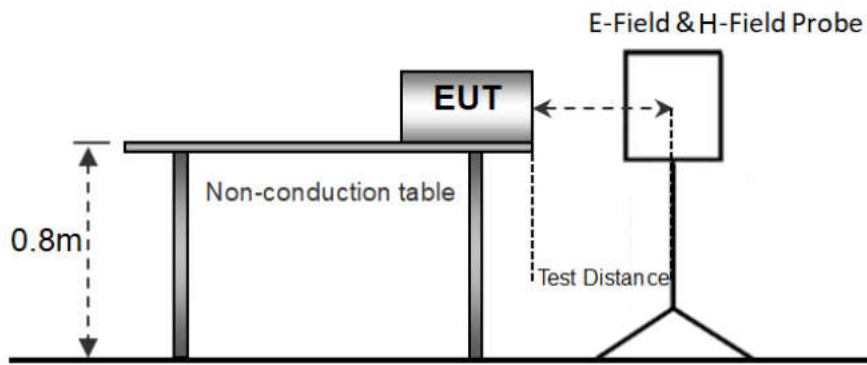 E-Field & H-Field Probe
EUT
Non-conduction table
0.8m
Test Distance